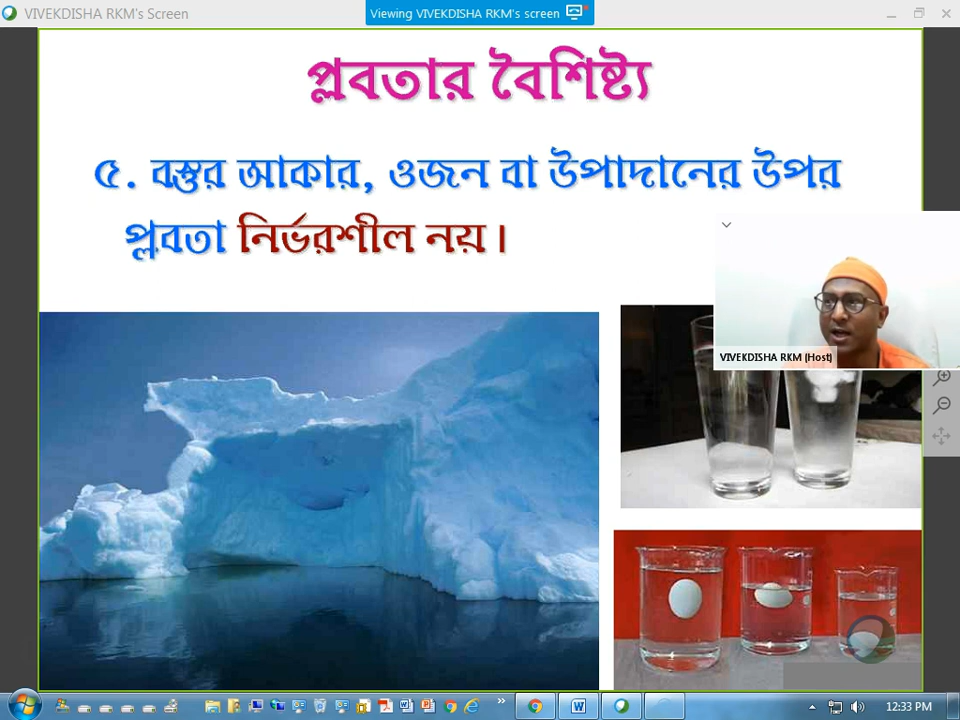 VIVEKDISHA RKM's Screen
Viewing VIVEKDISHA RKM's screen
প্লবতার বৈশিষ্ট্য
৫. বস্তুর আকার, ওজন বা উপাদানের উপর
প্লবতা নির্ভরশীল নয়।
VIVEKDISHA RKM (Host)
12:33 PM